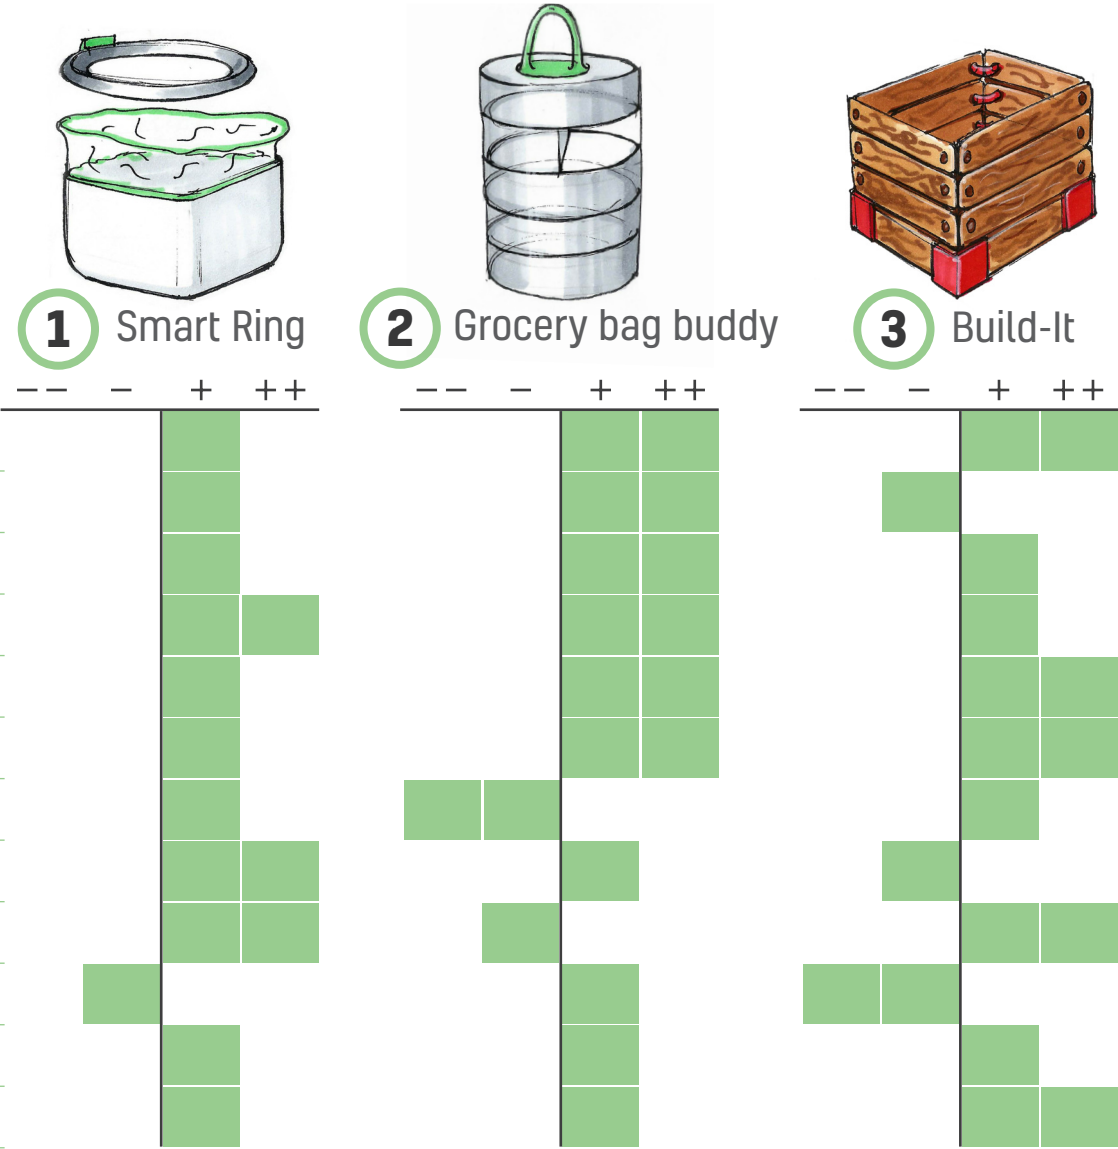 1 Smart Ring
2 Grocery bag buddy
3 Build-It
−− − + ++
−− − + ++
−− − + ++